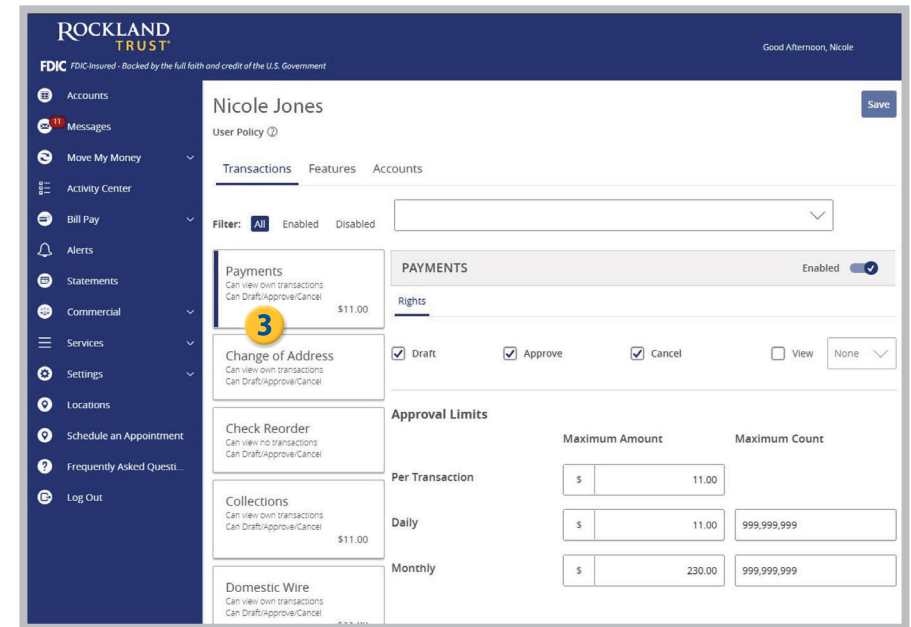 ROCKLAND
TRUST
Good Afternoon, Nicole
FDIC FDIC-Insured - Backed by the full faith and credit of the U.S. Government
Accounts
11
Messages
Move My Money
Activity Center
Bill Pay
Alerts
Statements
Commercial
Services
Settings
Locations
Schedule an Appointment
Frequently Asked Questi...
Log Out
Nicole Jones
Save
User Policy
Transactions Features Accounts
Filter: All Enabled Disabled
Payments
Can view own transactions
Can Draft/Approve/Cancel
$11.00
3
Change of Address
Can view own transactions
Can Draft/Approve/Cancel
Check Reorder
Can view no transactions
Can Draft/Approve/Cancel
Collections
Can view own transactions
Can Draft/Approve/Cancel
$11.00
Domestic Wire
Can view own transactions
Can Draft/Approve/Cancel
PAYMENTS Enabled
Rights
Draft Approve Cancel View None
Approval Limits
Maximum Amount Maximum Count
Per Transaction $ 11.00
Daily $ 11.00 999,999,999
Monthly $ 230.00 999,999,999